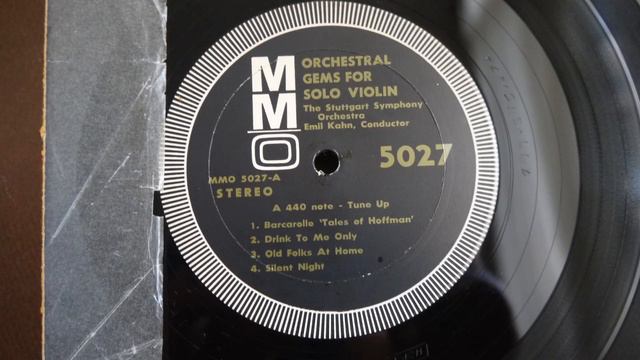 MMO
ORCHESTRAL
GEMS FOR
SOLO VIOLIN
The Stuttgart Symphony
Orchestra
Emil Kahn, Conductor
5027
MMO 5027-A
STEREO
A 440 note - Tune Up
1. Barcarolle 'Tales of Hoffman'
2. Drink To Me Only
3. Old Folks At Home
4. Silent Night